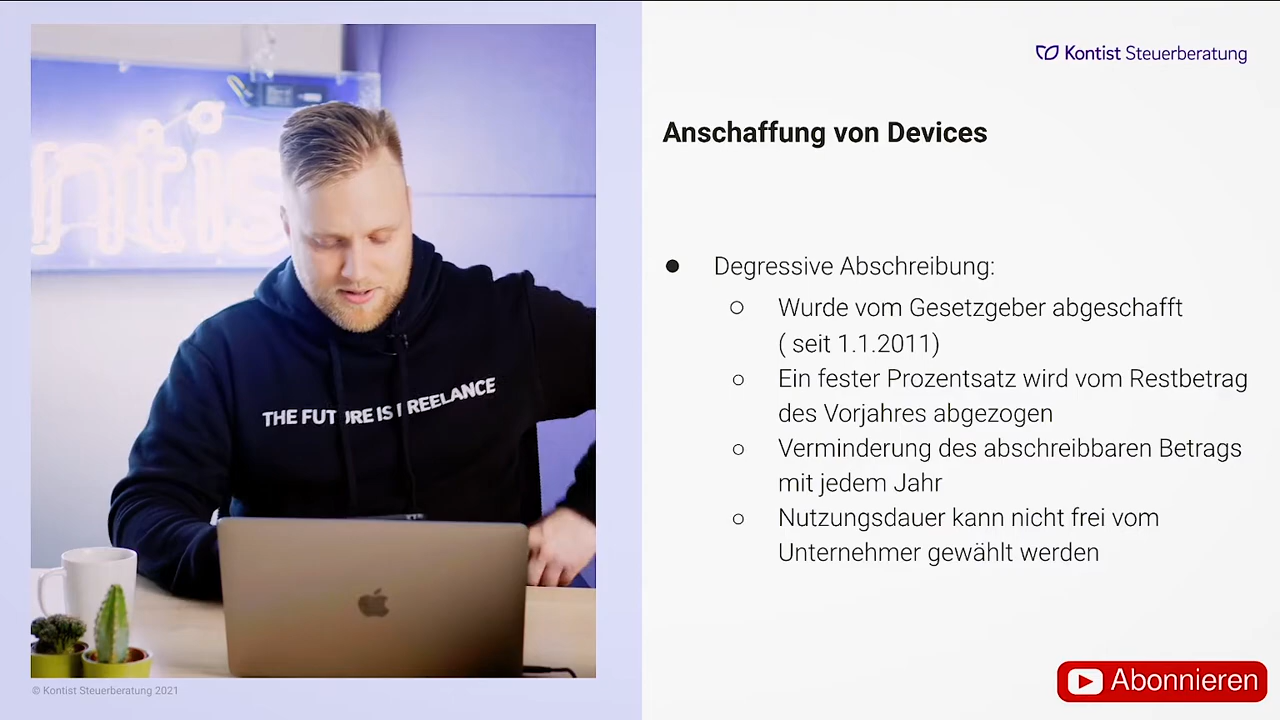 Kontist Steuerberatung
Anschaffung von Devices
Degressive Abschreibung:
Wurde vom Gesetzgeber abgeschafft
( seit 1.1.2011)
Ein fester Prozentsatz wird vom Restbetrag
des Vorjahres abgezogen
Verminderung des abschreibbaren Betrags
mit jedem Jahr
Nutzungsdauer kann nicht frei vom
Unternehmer gewählt werden
THE FUTURE IS FREELANCE
© Kontist Steuerberatung 2021
Abonnieren